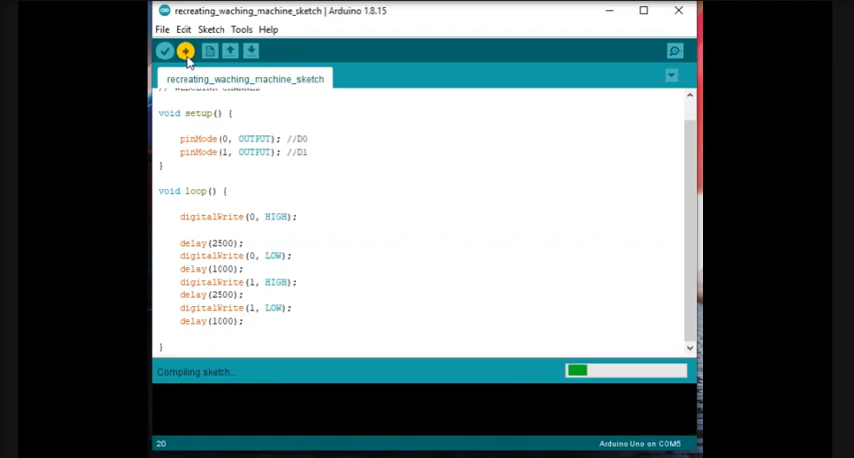 recreating_waching_machine_sketch | Arduino 1.8.15
File Edit Sketch Tools Help
recreating_waching_machine_sketch
void setup() {
pinMode(0, OUTPUT); //D0
pinMode(1, OUTPUT); //D1
}
void loop() {
digitalWrite(0, HIGH);
delay(2500);
digitalWrite(0, LOW);
delay(1000);
digitalWrite(1, HIGH);
delay(2500);
digitalWrite(1, LOW);
delay(1000);
}
Compiling sketch...
20
Arduino Uno on COM5